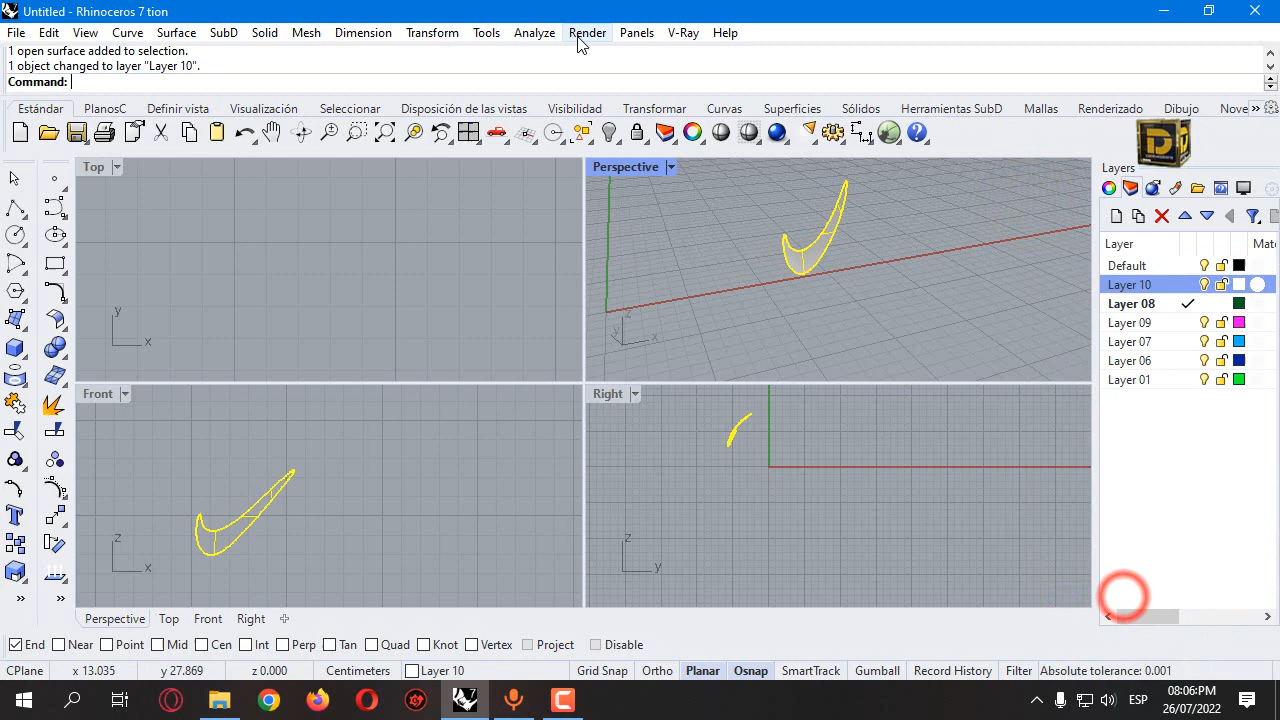 Untitled - Rhinoceros 7 tion
File Edit View Curve Surface SubD Solid Mesh Dimension Transform Tools Analyze Render Panels V-Ray Help
1 open surface added to selection.
1 object changed to layer "Layer 10".
Command:
Estándar PlanosC Definir vista Visualización Seleccionar Disposición de las vistas Visibilidad Transformar Curvas Superficies Sólidos Herramientas SubD Mallas Renderizado Dibujo Nove
Top
Perspective
Layers
Layer Material
Default
Layer 10
Layer 08
Layer 09
Layer 07
Layer 06
Layer 01
y
x
z
y
x
Front
Right
z
x
z
y
Perspective Top Front Right
End Near Point Mid Cen Int Perp Tan Quad Knot Vertex Project Disable
CPlane x 13.035 y 27.869 z 0.000 Centimeters Layer 10 Grid Snap Ortho Planar Osnap SmartTrack Gumball Record History Filter Absolute tolerance: 0.001
7
ESP
08:06:PM
26/07/2022